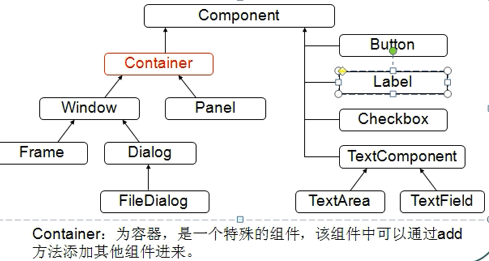 Component
Button
Container
Label
Window
Panel
Checkbox
Frame
Dialog
TextComponent
FileDialog
TextArea
TextField
Container：为容器，是一个特殊的组件，该组件中可以通过add
方法添加其他组件进来。